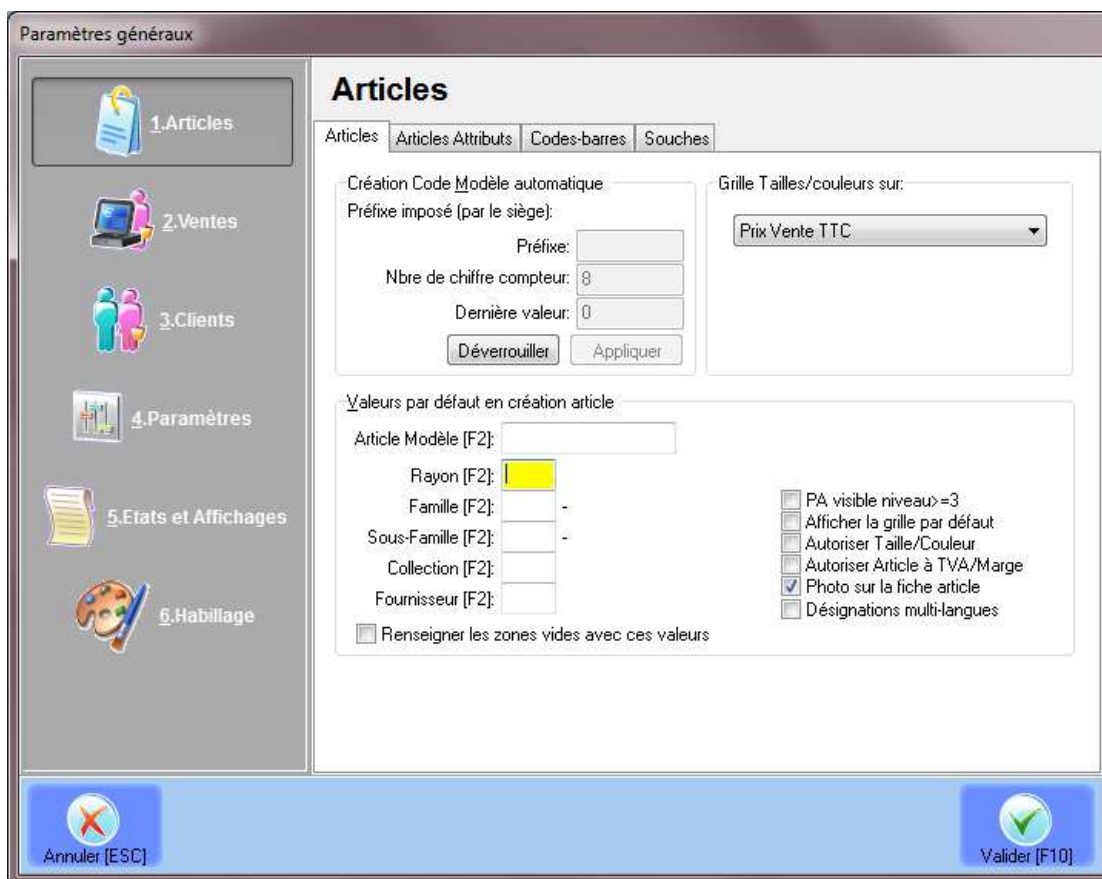 Paramètres généraux
1.Articles
2.Ventes
3.Clients
4.Paramètres
5.Etats et Affichages
6.Habillage
Articles
Articles Articles Attributs Codes-barres Souches
Création Code Modèle automatique
Préfixe imposé (par le siège):
Préfixe:
Nbre de chiffre compteur: 8
Dernière valeur: 0
Déverrouiller Appliquer
Grille Tailles/couleurs sur:
Prix Vente TTC
Valeurs par défaut en création article
Article Modèle [F2]:
Rayon [F2]:
Famille [F2]: -
Sous-Famille [F2]: -
Collection [F2]:
Fournisseur [F2]:
Renseigner les zones vides avec ces valeurs
PA visible niveau>=3
Afficher la grille par défaut
Autoriser Taille/Couleur
Autoriser Article à TVA/Marge
Photo sur la fiche article
Désignations multi-langues
Annuler [ESC]
Valider [F10]